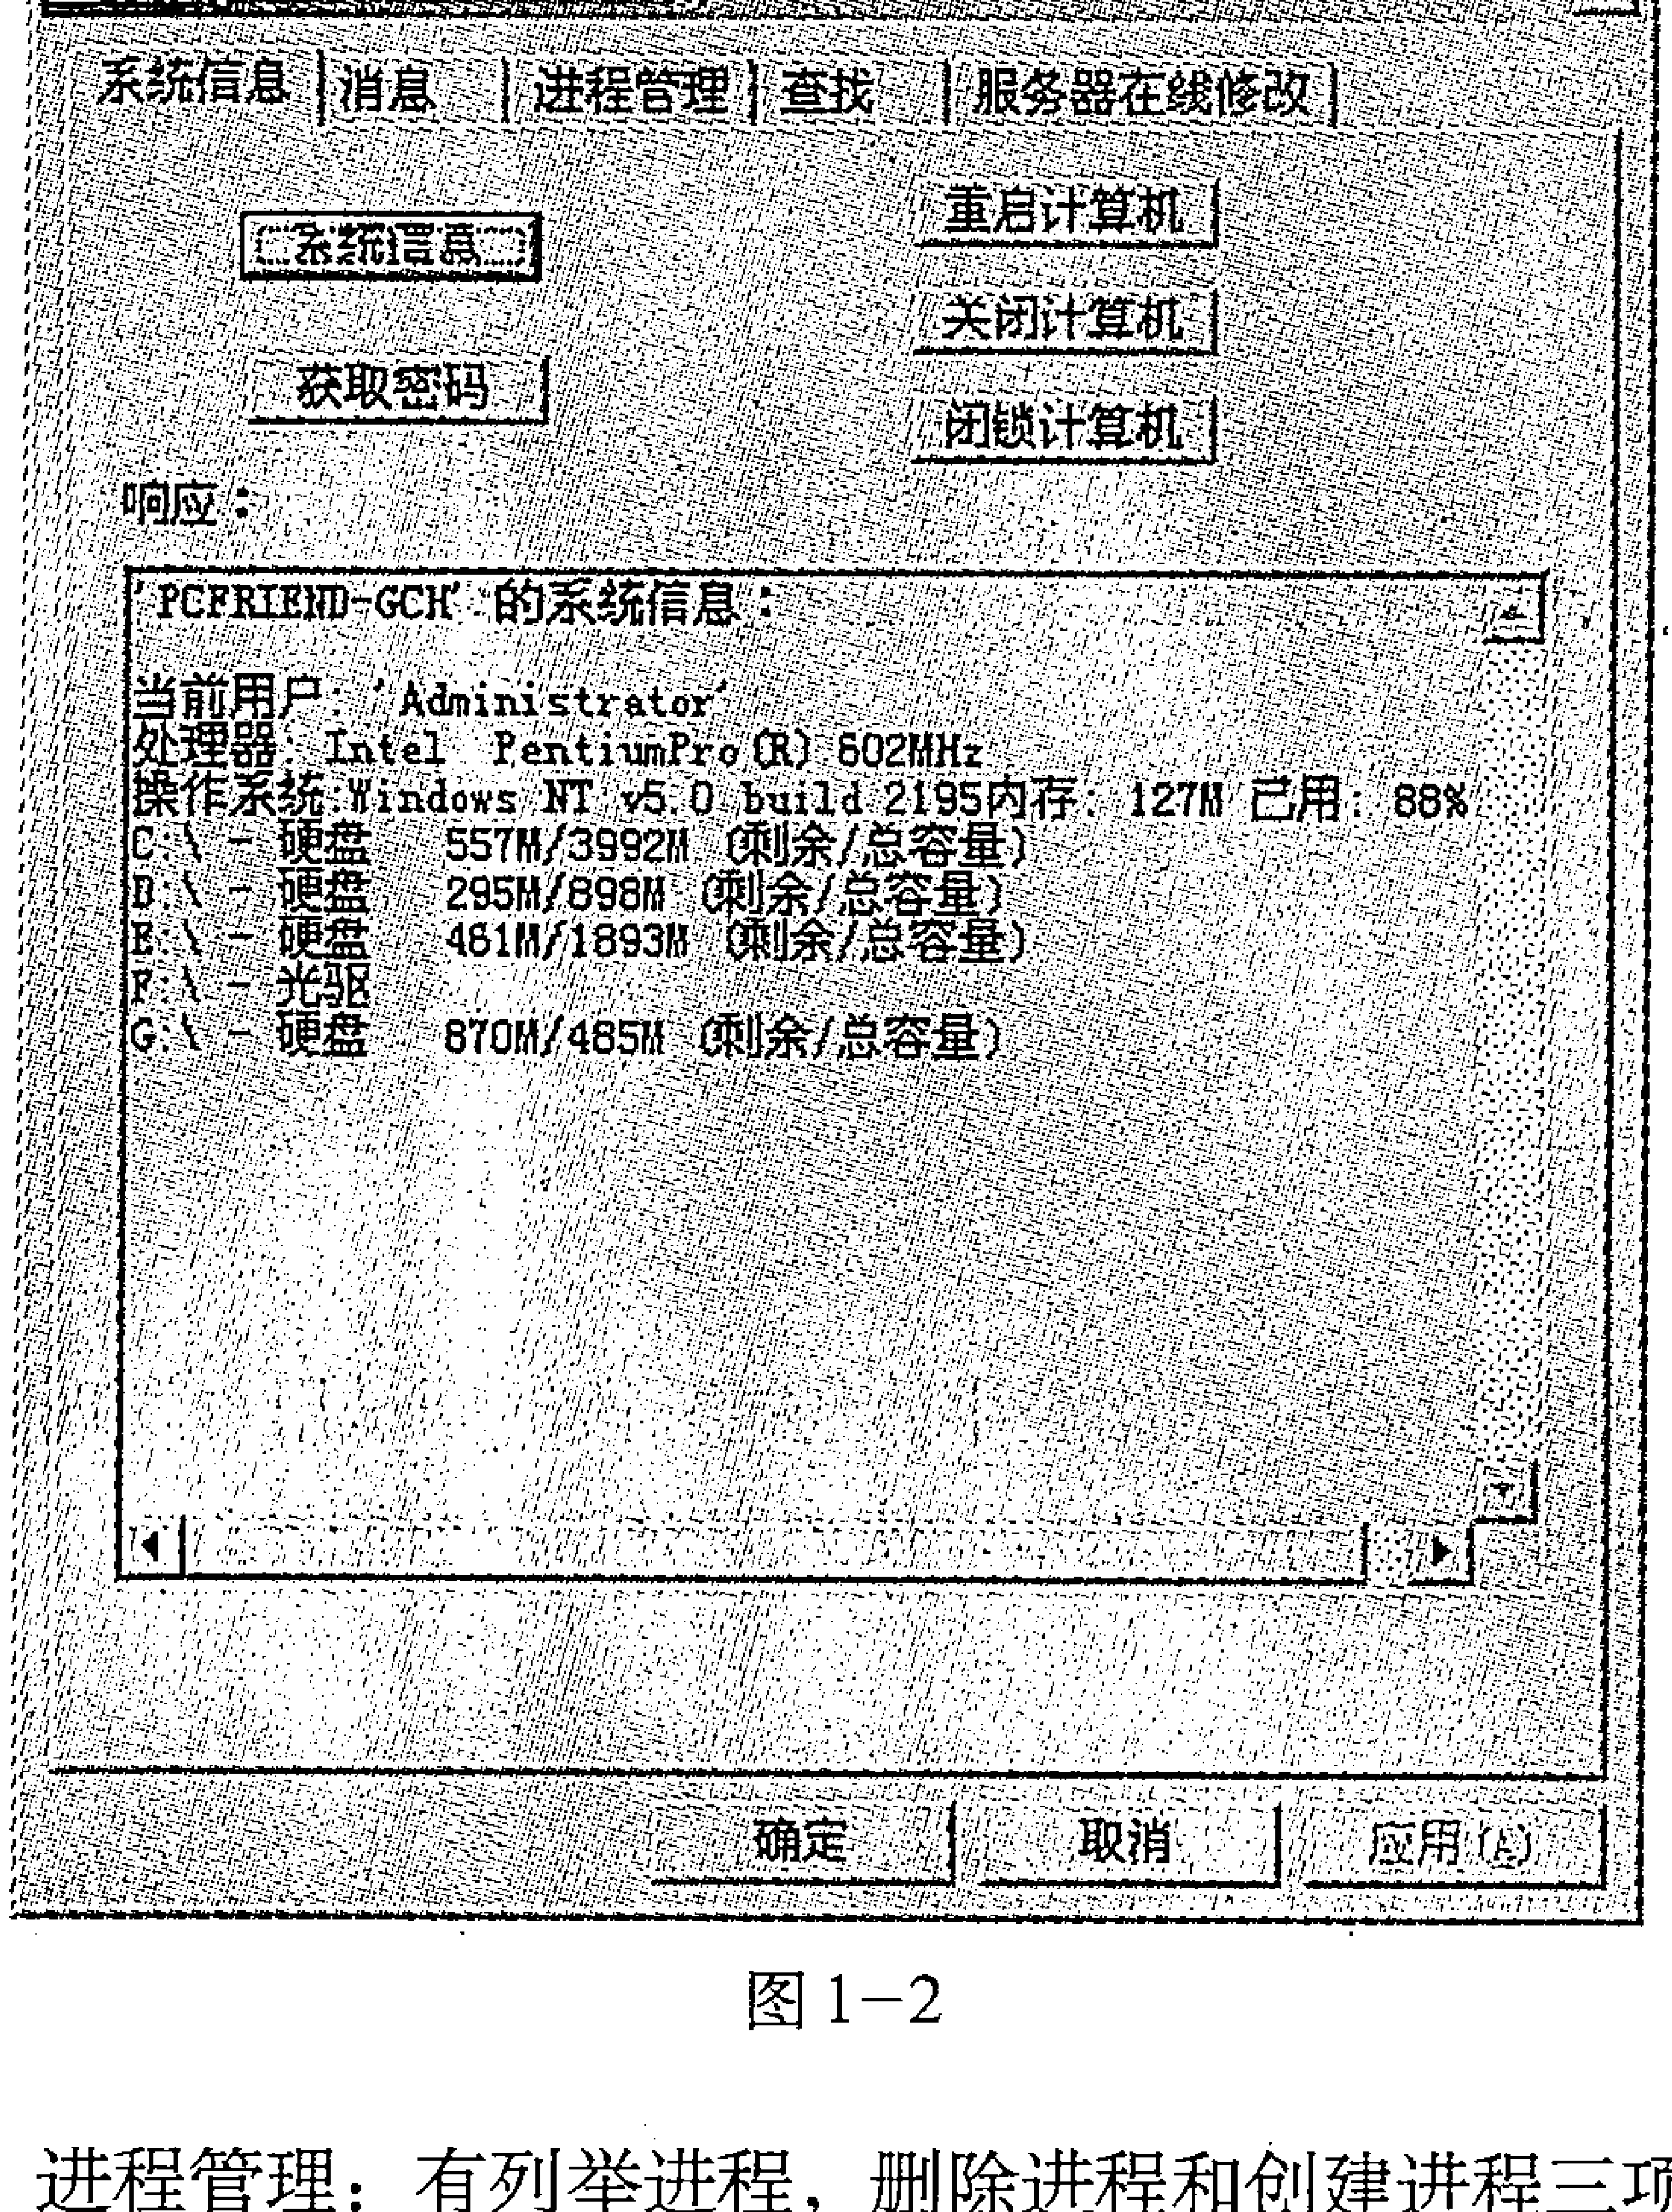 系统信息 消息 进程管理 查找 服务器在线修改
重启计算机
系统信息
关闭计算机
获取密码
闭锁计算机
响应：
'PCFRIEND-GCH' 的系统信息：
当前用户: 'Administrator'
处理器: Intel PentiumPro(R) 602MHz
操作系统:Windows NT v5.0 build 2195内存: 127M 已用: 88%
C:\ - 硬盘 557M/3992M (剩余/总容量)
D:\ - 硬盘 295M/898M (剩余/总容量)
E:\ - 硬盘 461M/1893M (剩余/总容量)
F:\ - 光驱
G:\ - 硬盘 870M/485M (剩余/总容量)
确定 取消 应用(A)
图 1-2
进程管理：有列举进程，删除进程和创建进程三项